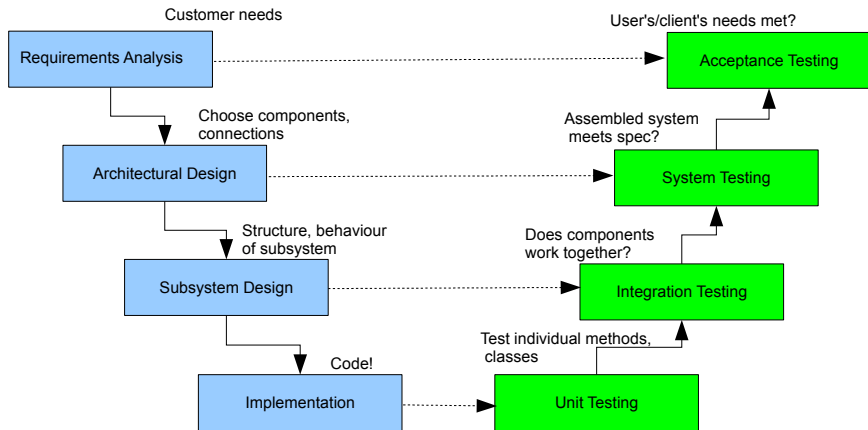 Customer needs
User's/client's needs met?
Requirements Analysis
Acceptance Testing
Choose components,
connections
Assembled system
meets spec?
Architectural Design
System Testing
Structure, behaviour
of subsystem
Does components
work together?
Subsystem Design
Integration Testing
Code!
Test individual methods,
classes
Implementation
Unit Testing